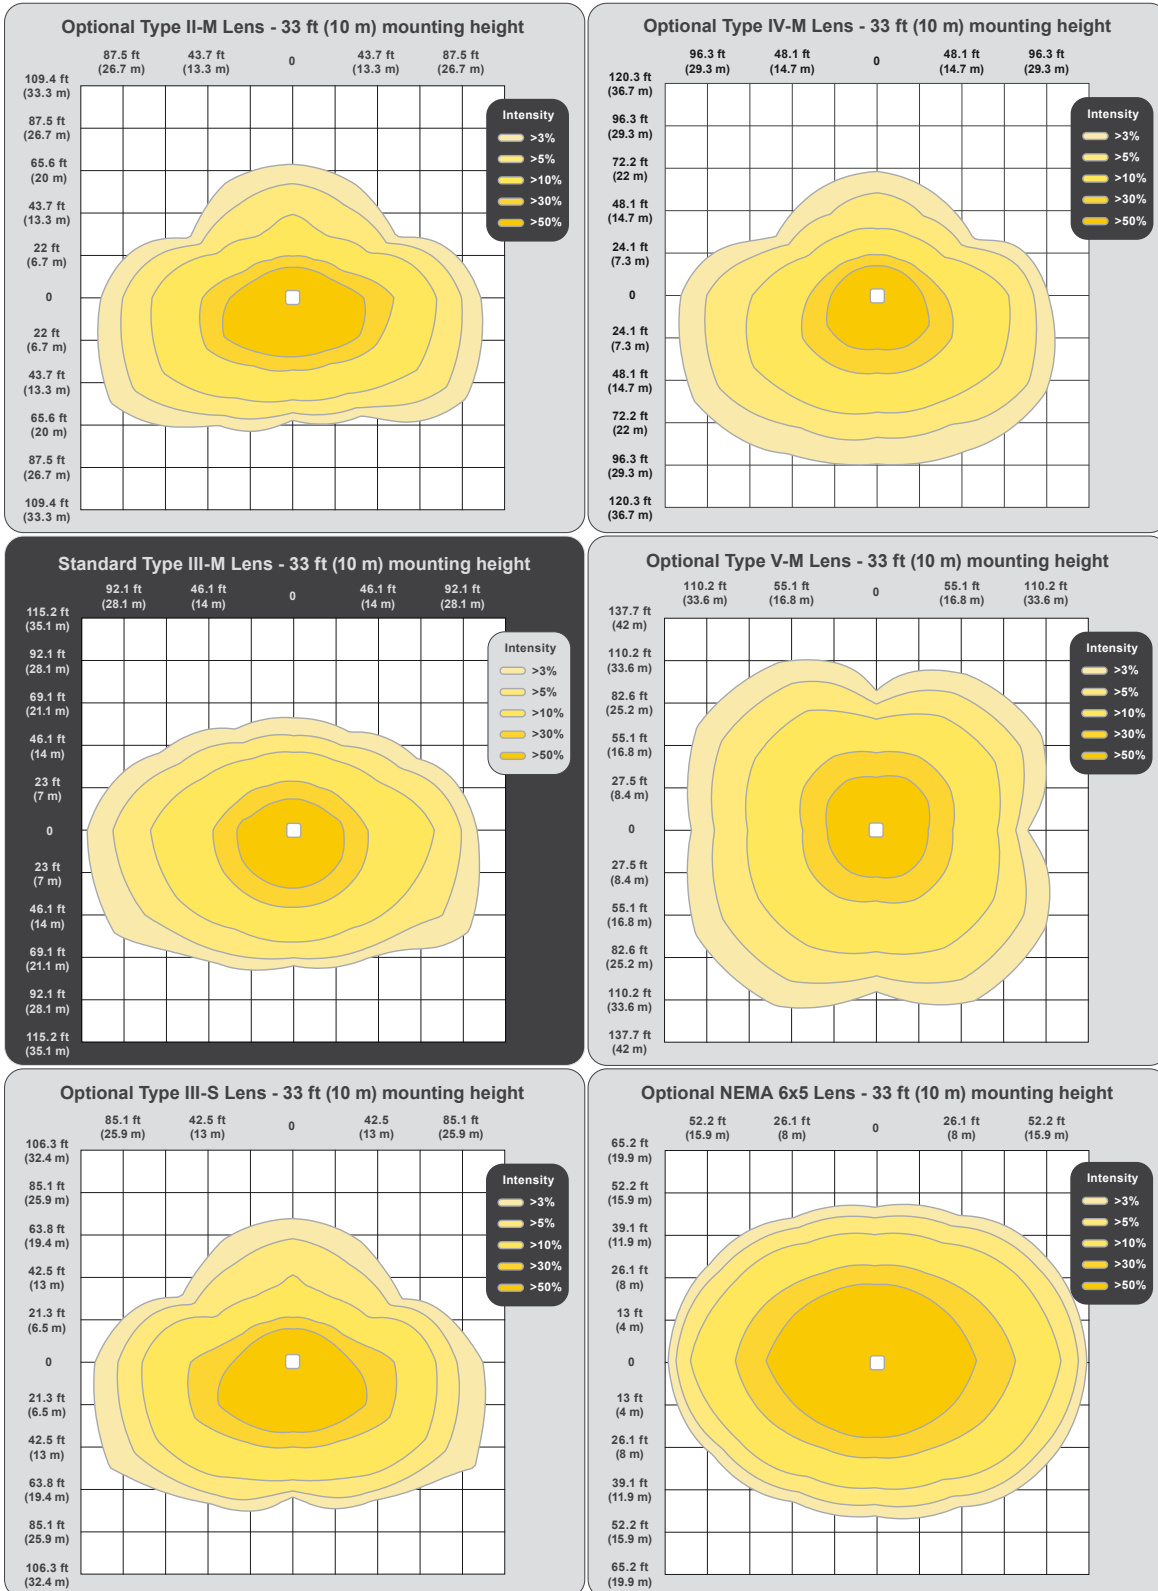 Optional Type II-M Lens - 33 ft (10 m) mounting height
87.5 ft 43.7 ft 0 43.7 ft 87.5 ft
(26.7 m) (13.3 m) (13.3 m) (26.7 m)
109.4 ft
(33.3 m)
87.5 ft
(26.7 m)
65.6 ft
(20 m)
43.7 ft
(13.3 m)
22 ft
(6.7 m)
0
22 ft
(6.7 m)
43.7 ft
(13.3 m)
65.6 ft
(20 m)
87.5 ft
(26.7 m)
109.4 ft
(33.3 m)
Intensity
>3%
>5%
>10%
>30%
>50%
Optional Type IV-M Lens - 33 ft (10 m) mounting height
96.3 ft 48.1 ft 0 48.1 ft 96.3 ft
(29.3 m) (14.7 m) (14.7 m) (29.3 m)
120.3 ft
(36.7 m)
96.3 ft
(29.3 m)
72.2 ft
(22 m)
48.1 ft
(14.7 m)
24.1 ft
(7.3 m)
0
24.1 ft
(7.3 m)
48.1 ft
(14.7 m)
72.2 ft
(22 m)
96.3 ft
(29.3 m)
120.3 ft
(36.7 m)
Intensity
>3%
>5%
>10%
>30%
>50%
Standard Type III-M Lens - 33 ft (10 m) mounting height
92.1 ft 46.1 ft 0 46.1 ft 92.1 ft
(28.1 m) (14 m) (14 m) (28.1 m)
115.2 ft
(35.1 m)
92.1 ft
(28.1 m)
69.1 ft
(21.1 m)
46.1 ft
(14 m)
23 ft
(7 m)
0
23 ft
(7 m)
46.1 ft
(14 m)
69.1 ft
(21.1 m)
92.1 ft
(28.1 m)
115.2 ft
(35.1 m)
Intensity
>3%
>5%
>10%
>30%
>50%
Optional Type V-M Lens - 33 ft (10 m) mounting height
110.2 ft 55.1 ft 0 55.1 ft 110.2 ft
(33.6 m) (16.8 m) (16.8 m) (33.6 m)
137.7 ft
(42 m)
110.2 ft
(33.6 m)
82.6 ft
(25.2 m)
55.1 ft
(16.8 m)
27.5 ft
(8.4 m)
0
27.5 ft
(8.4 m)
55.1 ft
(16.8 m)
82.6 ft
(25.2 m)
110.2 ft
(33.6 m)
137.7 ft
(42 m)
Intensity
>3%
>5%
>10%
>30%
>50%
Optional Type III-S Lens - 33 ft (10 m) mounting height
85.1 ft 42.5 ft 0 42.5 85.1 ft
(25.9 m) (13 m) (13 m) (25.9 m)
106.3 ft
(32.4 m)
85.1 ft
(25.9 m)
63.8 ft
(19.4 m)
42.5 ft
(13 m)
21.3 ft
(6.5 m)
0
21.3 ft
(6.5 m)
42.5 ft
(13 m)
63.8 ft
(19.4 m)
85.1 ft
(25.9 m)
106.3 ft
(32.4 m)
Intensity
>3%
>5%
>10%
>30%
>50%
Optional NEMA 6x5 Lens - 33 ft (10 m) mounting height
52.2 ft 26.1 ft 0 26.1 ft 52.2 ft
(15.9 m) (8 m) (8 m) (15.9 m)
65.2 ft
(19.9 m)
52.2 ft
(15.9 m)
39.1 ft
(11.9 m)
26.1 ft
(8 m)
13 ft
(4 m)
0
13 ft
(4 m)
26.1 ft
(8 m)
39.1 ft
(11.9 m)
52.2 ft
(15.9 m)
65.2 ft
(19.9 m)
Intensity
>3%
>5%
>10%
>30%
>50%